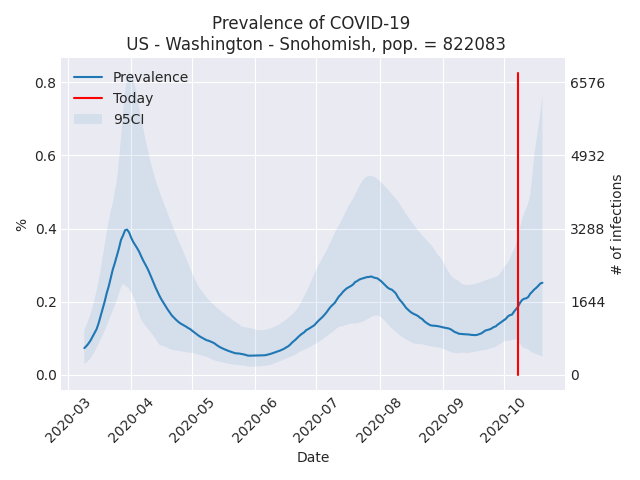 Prevalence of COVID-19
US - Washington - Snohomish, pop. = 822083
Prevalence
Today
95CI
%
0.8
0.6
0.4
0.2
0.0
6576
4932
3288
1644
0
# of infections
2020-03
2020-04
2020-05
2020-06
2020-07
2020-08
2020-09
2020-10
Date